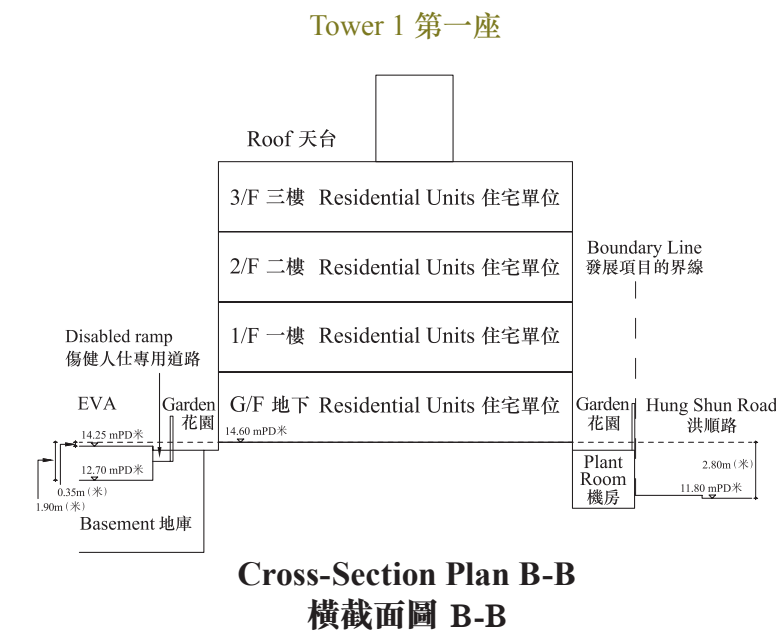 Tower 1 第一座
Roof 天台
3/F 三樓 Residential Units 住宅單位
2/F 二樓 Residential Units 住宅單位
Boundary Line
發展項目的界線
1/F 一樓 Residential Units 住宅單位
Disabled ramp
傷健人仕專用道路
EVA
Garden
花園
G/F 地下 Residential Units 住宅單位
Garden
花園
Hung Shun Road
洪順路
14.25 mPD米
14.60 mPD米
12.70 mPD米
0.35m (米)
1.90m (米)
Basement 地庫
Plant
Room
機房
2.80m (米)
11.80 mPD米
Cross-Section Plan B-B
橫截面圖 B-B